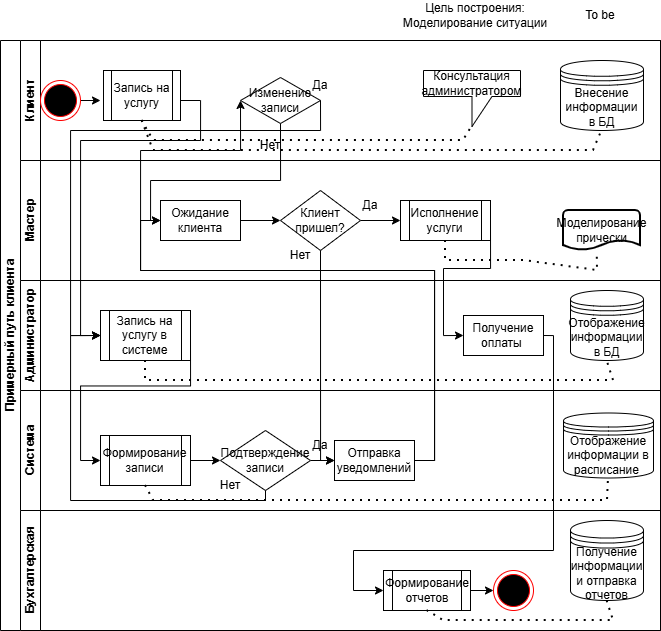 Цель построения:
Моделирование ситуации
To be
Примерный путь клиента
Клиент
Запись на
услугу
Изменение
записи
Да
Нет
Консультация
администратором
Внесение
информации
в БД
Мастер
Ожидание
клиента
Клиент
пришел?
Да
Нет
Исполнение
услуги
Моделирование
прически
Администратор
Запись на
услугу в
системе
Получение
оплаты
Отображение
информации
в БД
Система
Формирование
записи
Подтверждение
записи
Да
Нет
Отправка
уведомлений
Отображение
информации в
расписание
Бухгалтерская
Формирование
отчетов
Получение
информации
и отправка
отчетов